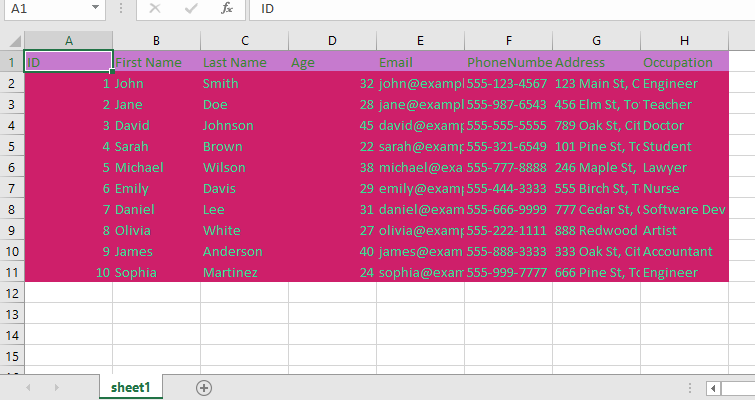 A1 fx ID
A B C D E F G H
1 ID First Name Last Name Age Email PhoneNumbe Address Occupation
2 1 John Smith 32 john@exampl 555-123-4567 123 Main St, C Engineer
3 2 Jane Doe 28 jane@exampl 555-987-6543 456 Elm St, To Teacher
4 3 David Johnson 45 david@examp 555-555-5555 789 Oak St, Cit Doctor
5 4 Sarah Brown 22 sarah@examp 555-321-6549 101 Pine St, To Student
6 5 Michael Wilson 38 michael@exa 555-777-8888 246 Maple St, Lawyer
7 6 Emily Davis 29 emily@examp 555-444-3333 555 Birch St, T Nurse
8 7 Daniel Lee 31 daniel@exam 555-666-9999 777 Cedar St, Software Dev
9 8 Olivia White 27 olivia@examp 555-222-1111 888 Redwood Artist
10 9 James Anderson 40 james@exam 555-888-3333 333 Oak St, Cit Accountant
11 10 Sophia Martinez 24 sophia@exam 555-999-7777 666 Pine St, To Engineer
12
13
14
15
sheet1